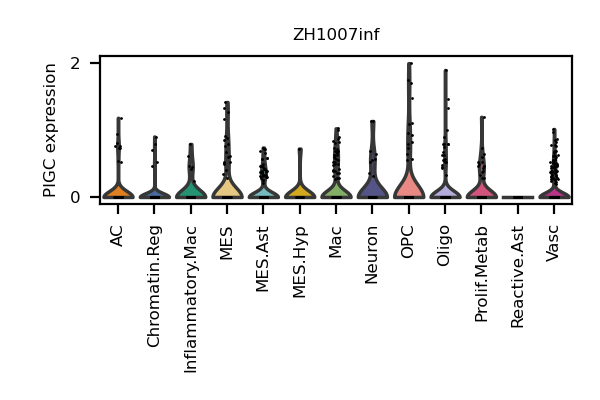 ZH1007inf
PIGC expression
2
0
AC
Chromatin.Reg
Inflammatory.Mac
MES
MES.Ast
MES.Hyp
Mac
Neuron
OPC
Oligo
Prolif.Metab
Reactive.Ast
Vasc